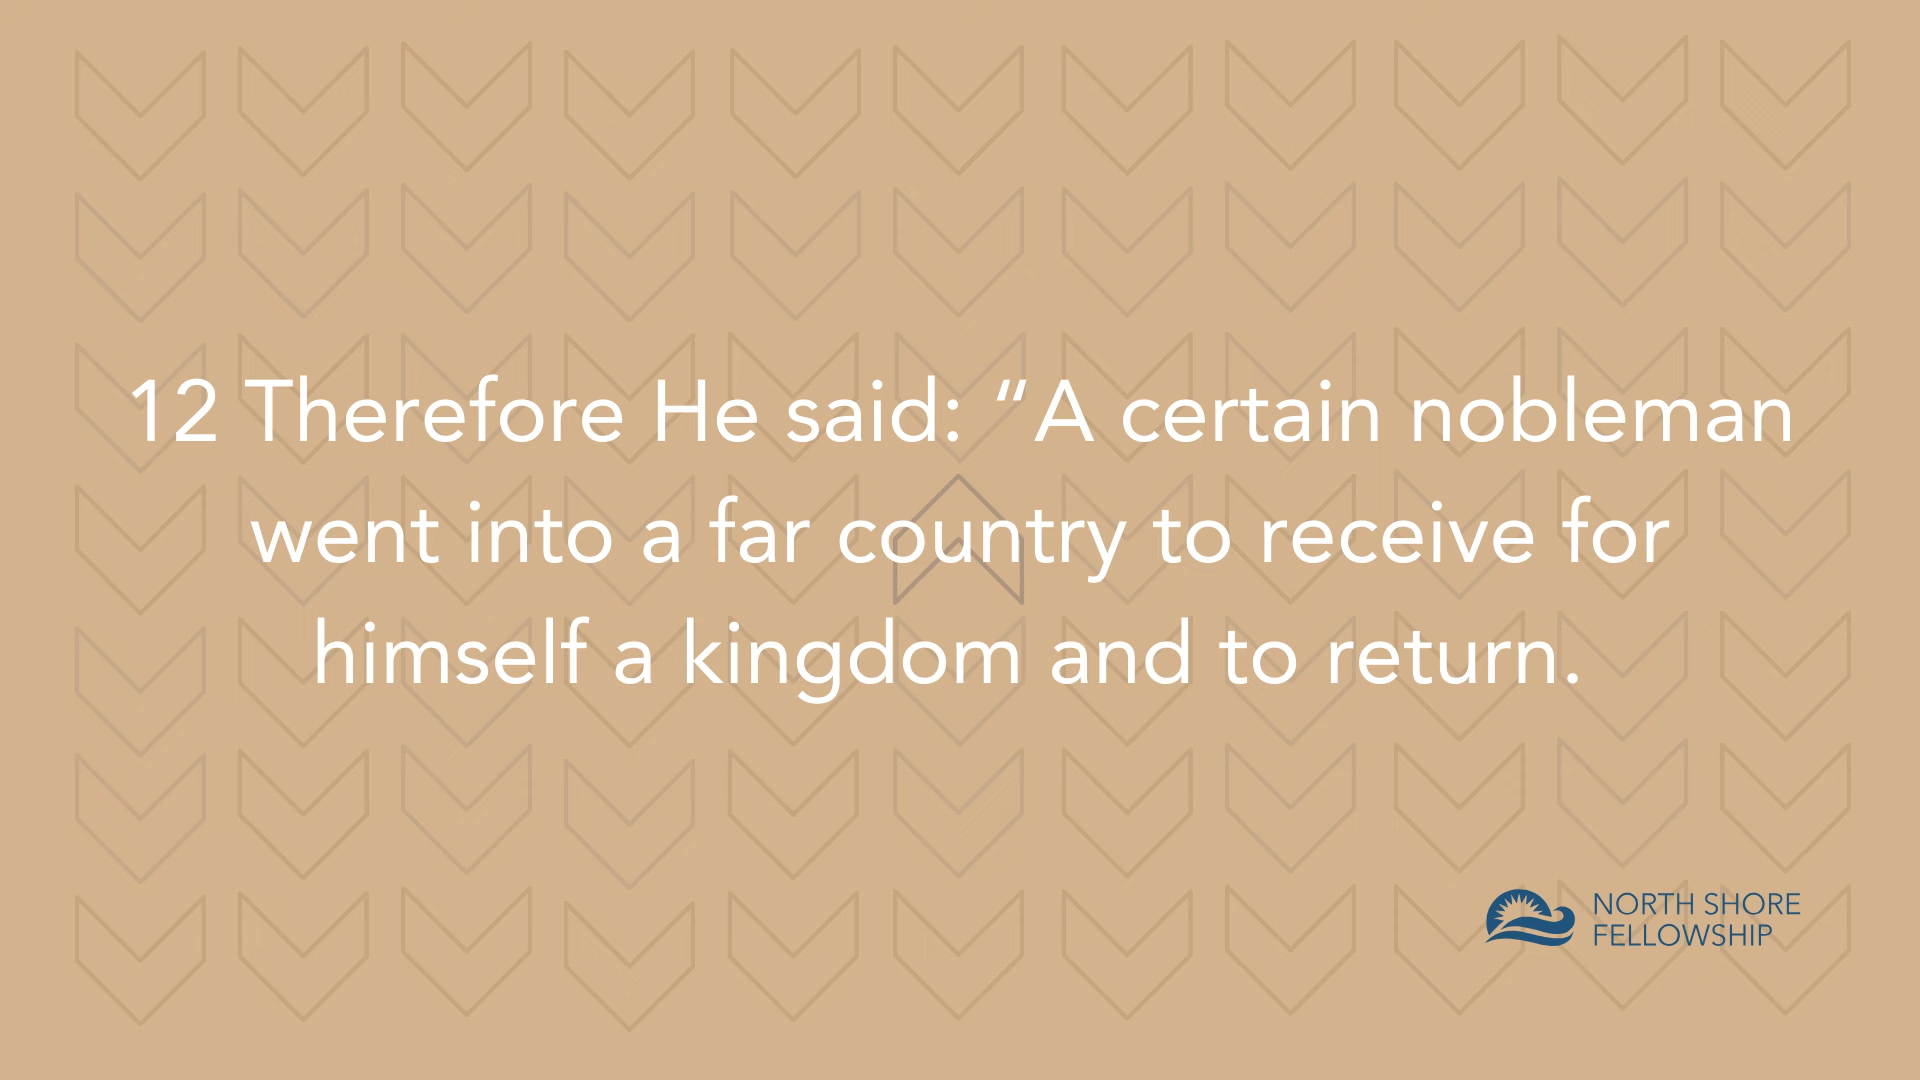 12 Therefore He said: “A certain nobleman
went into a far country to receive for
himself a kingdom and to return.
NORTH SHORE
FELLOWSHIP